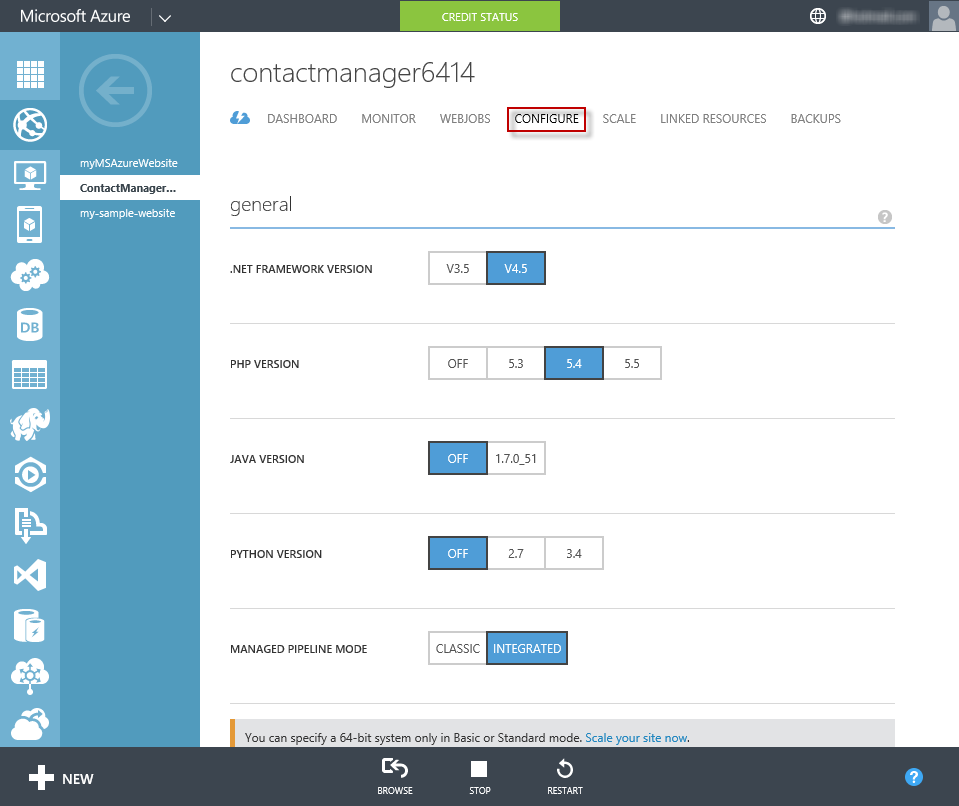 Microsoft Azure CREDIT STATUS
contactmanager6414
DASHBOARD MONITOR WEBJOBS CONFIGURE SCALE LINKED RESOURCES BACKUPS
myMSAzureWebsite
ContactManager...
my-sample-website
general
?
.NET FRAMEWORK VERSION V3.5 V4.5
PHP VERSION OFF 5.3 5.4 5.5
DB
JAVA VERSION OFF 1.7.0_51
PYTHON VERSION OFF 2.7 3.4
MANAGED PIPELINE MODE CLASSIC INTEGRATED
You can specify a 64-bit system only in Basic or Standard mode. Scale your site now.
NEW
BROWSE STOP RESTART
?